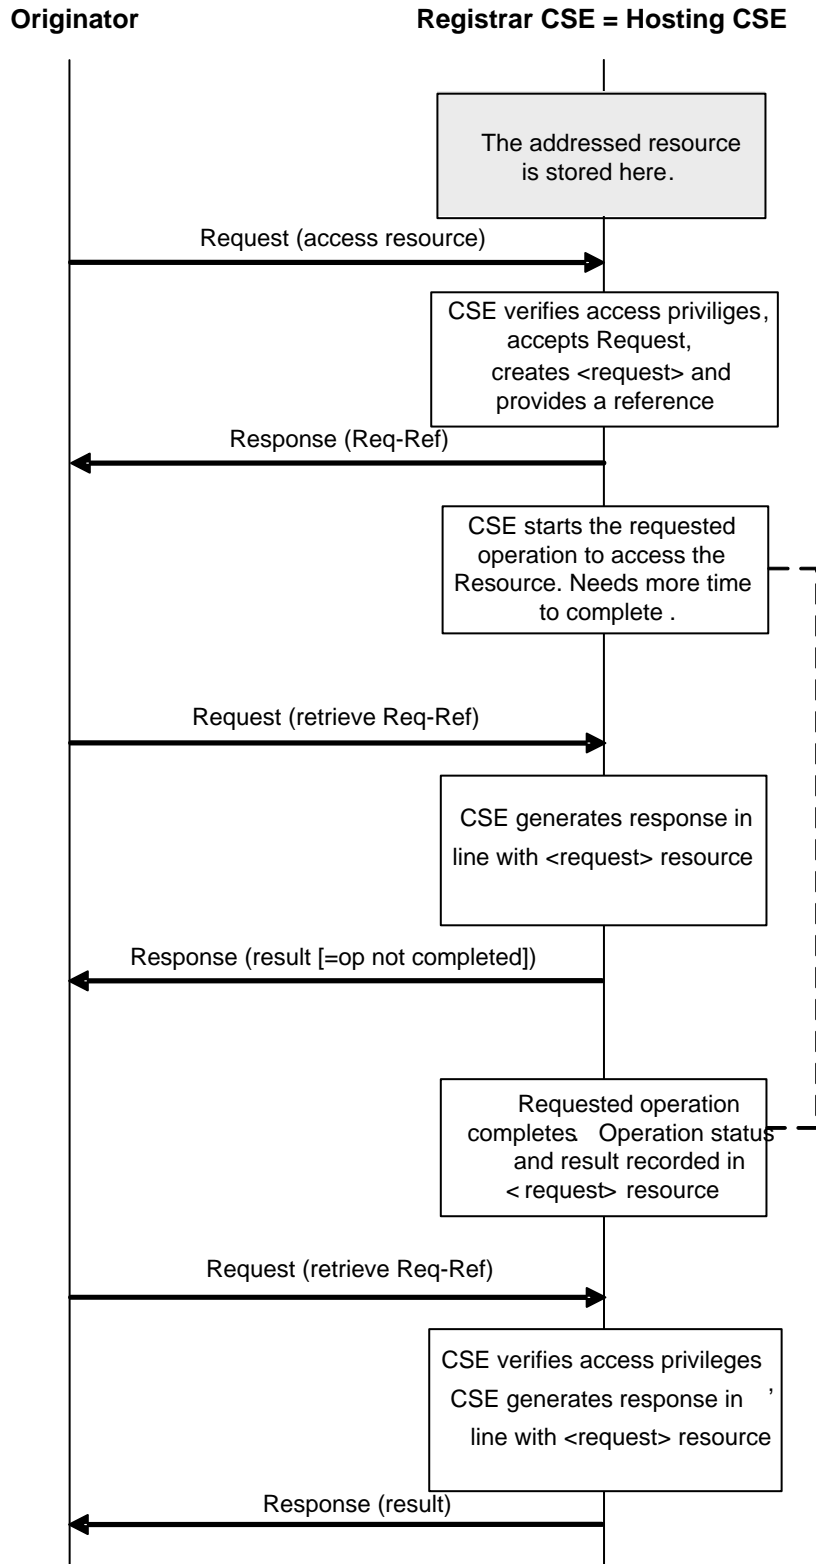 Originator
Registrar CSE = Hosting CSE
The addressed resource
is stored here.
Request (access resource)
CSE verifies access priviliges,
accepts Request,
creates <request> and
provides a reference
Response (Req-Ref)
CSE starts the requested
operation to access the
Resource. Needs more time
to complete .
Request (retrieve Req-Ref)
CSE generates response in
line with <request> resource
Response (result [=op not completed])
Requested operation
completes. Operation status
and result recorded in
< request> resource
Request (retrieve Req-Ref)
CSE verifies access privileges ,
CSE generates response in
line with <request> resource
Response (result)